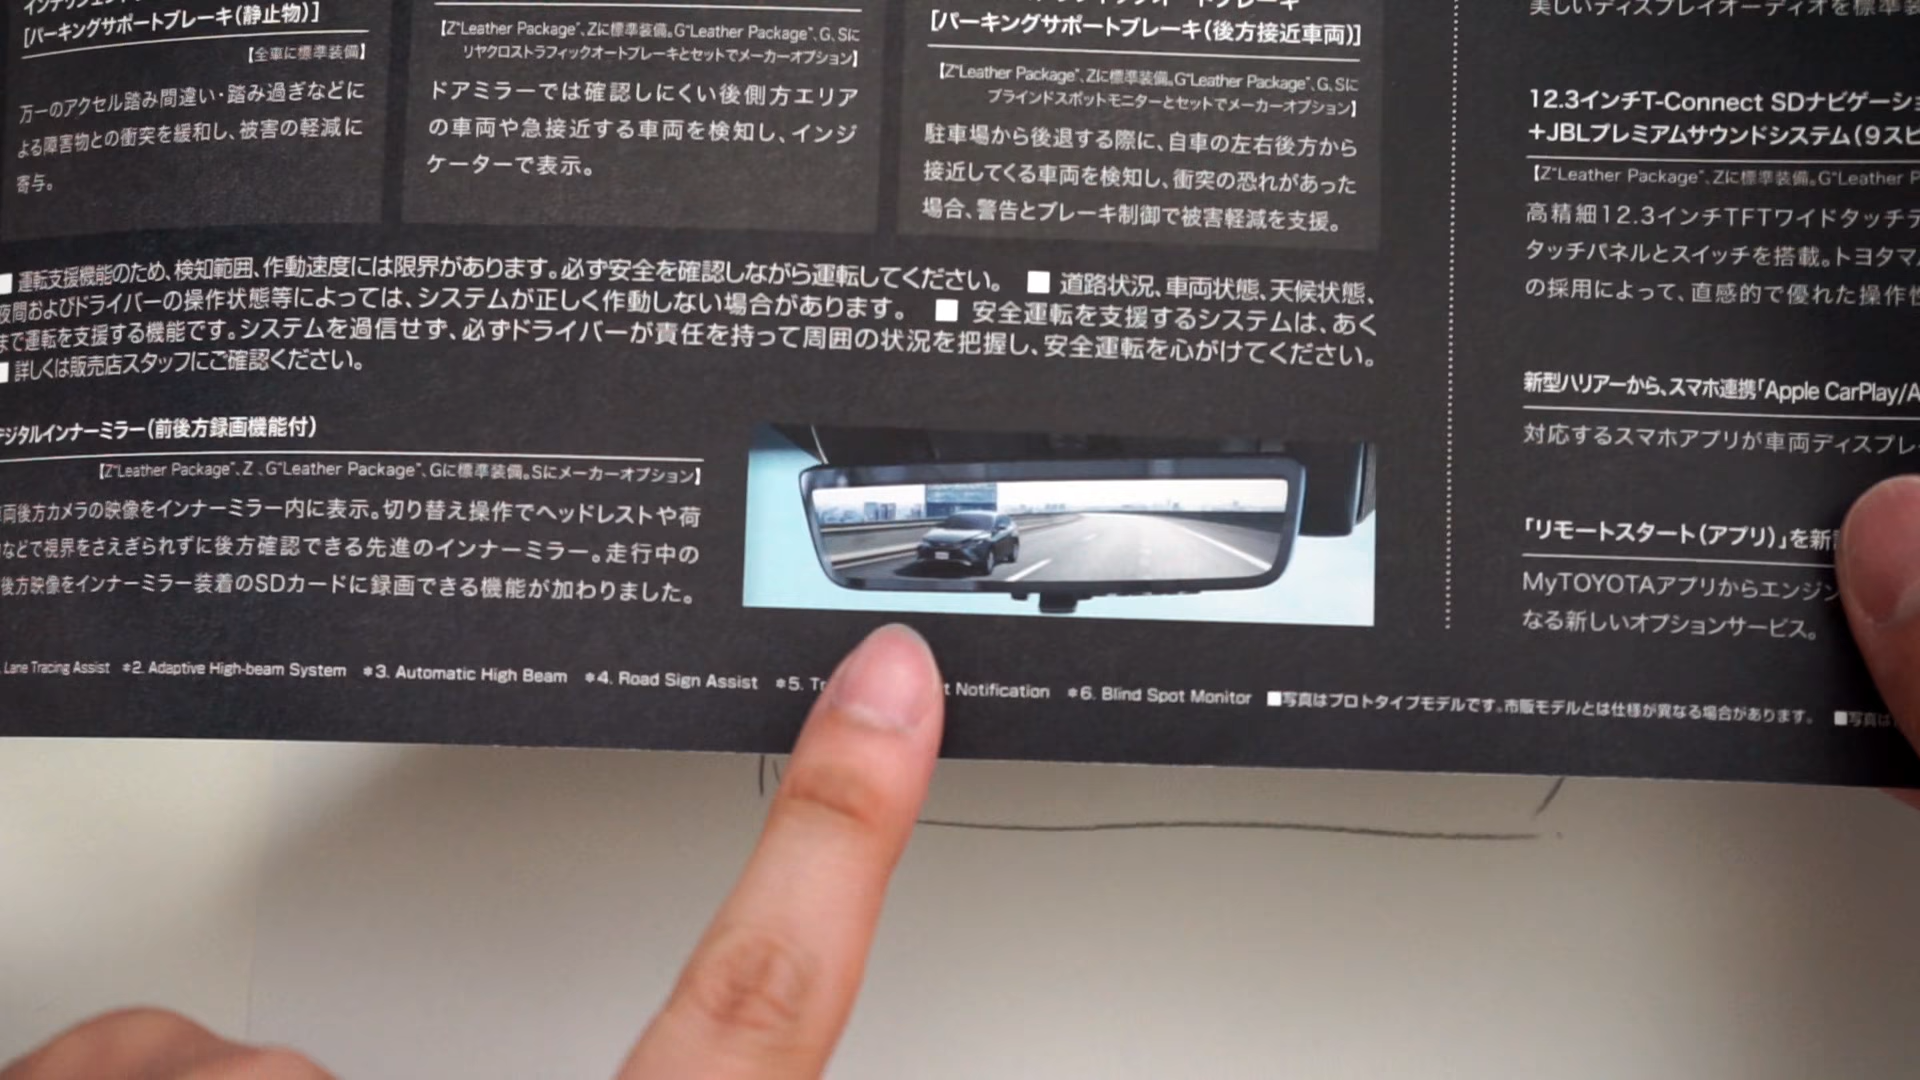 [パーキングサポートブレーキ(静止物)]
【全車に標準装備】
万一のアクセル踏み間違い・踏み過ぎなどに
よる障害物との衝突を緩和し、被害の軽減に
寄与。
【Z"Leather Package"、Zに標準装備。G"Leather Package"、G、Sに
リヤクロストラフィックオートブレーキとセットでメーカーオプション】
ドアミラーでは確認しにくい後側方エリア
の車両や急接近する車両を検知し、インジ
ケーターで表示。
[パーキングサポートブレーキ(後方接近車両)]
【Z"Leather Package"、Zに標準装備。G"Leather Package"、G、Sに
ブラインドスポットモニターとセットでメーカーオプション】
駐車場から後退する際に、自車の左右後方から
接近してくる車両を検知し、衝突の恐れがあった
場合、警告とブレーキ制御で被害軽減を支援。
■ 運転支援機能のため、検知範囲、作動速度には限界があります。必ず安全を確認しながら運転してください。 ■ 道路状況、車両状態、天候状態、
夜間およびドライバーの操作状態等によっては、システムが正しく作動しない場合があります。 ■ 安全運転を支援するシステムは、あく
まで運転を支援する機能です。システムを過信せず、必ずドライバーが責任を持って周囲の状況を把握し、安全運転を心がけてください。
■ 詳しくは販売店スタッフにご確認ください。
デジタルインナーミラー(前後方録画機能付)
【Z"Leather Package"、Z 、G"Leather Package"、Gに標準装備。Sにメーカーオプション】
両後方カメラの映像をインナーミラー内に表示。切り替え操作でヘッドレストや荷
などで視界をさえぎられずに後方確認できる先進のインナーミラー。走行中の
後方映像をインナーミラー装着のSDカードに録画できる機能が加わりました。
Lane Tracing Assist *2. Adaptive High-beam System *3. Automatic High Beam *4. Road Sign Assist *5. Notification *6. Blind Spot Monitor ■写真はプロトタイプモデルです。市販モデルとは仕様が異なる場合があります。 ■写真は
美しいディスプレイオーディオを標準装
12.3インチT-Connect SDナビゲーショ
+JBLプレミアムサウンドシステム(9スピ
【Z"Leather Package"、Zに標準装備。G"Leather P
高精細12.3インチTFTワイドタッチデ
タッチパネルとスイッチを搭載。トヨタマ
の採用によって、直感的で優れた操作性
新型ハリアーから、スマホ連携「Apple CarPlay/A
対応するスマホアプリが車両ディスプレ
「リモートスタート(アプリ)」を新
MyTOYOTAアプリからエンジン
なる新しいオプションサービス。